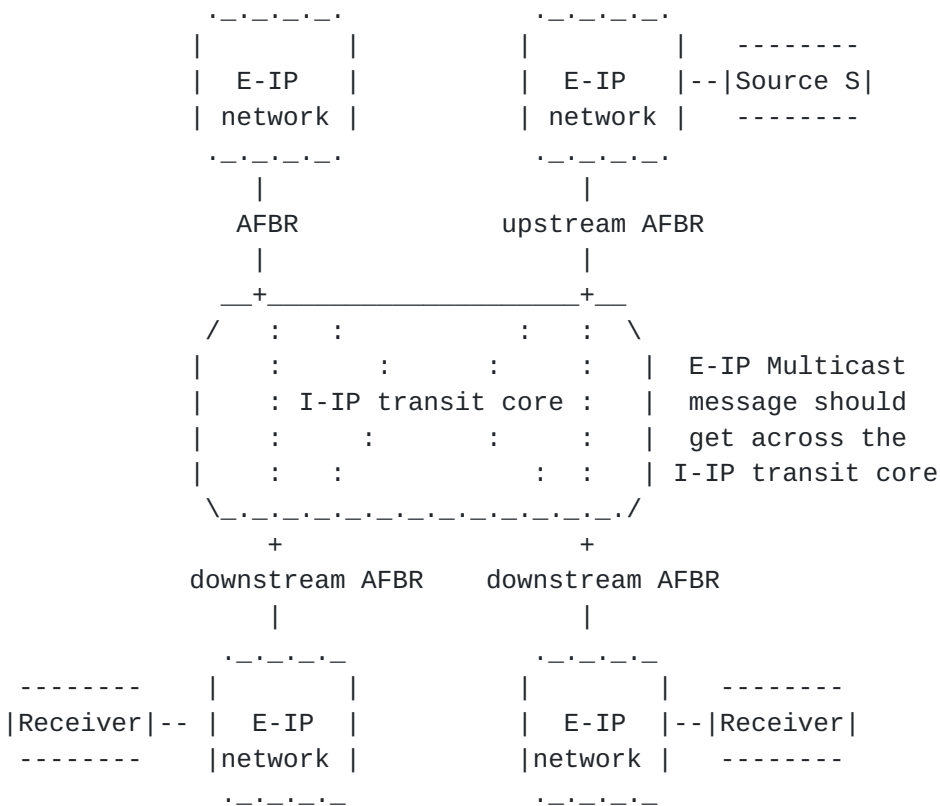 E-IP E-IP Source S
network network
AFBR upstream AFBR
E-IP Multicast
I-IP transit core message should
get across the
I-IP transit core
downstream AFBR downstream AFBR
Receiver E-IP E-IP Receiver
network network